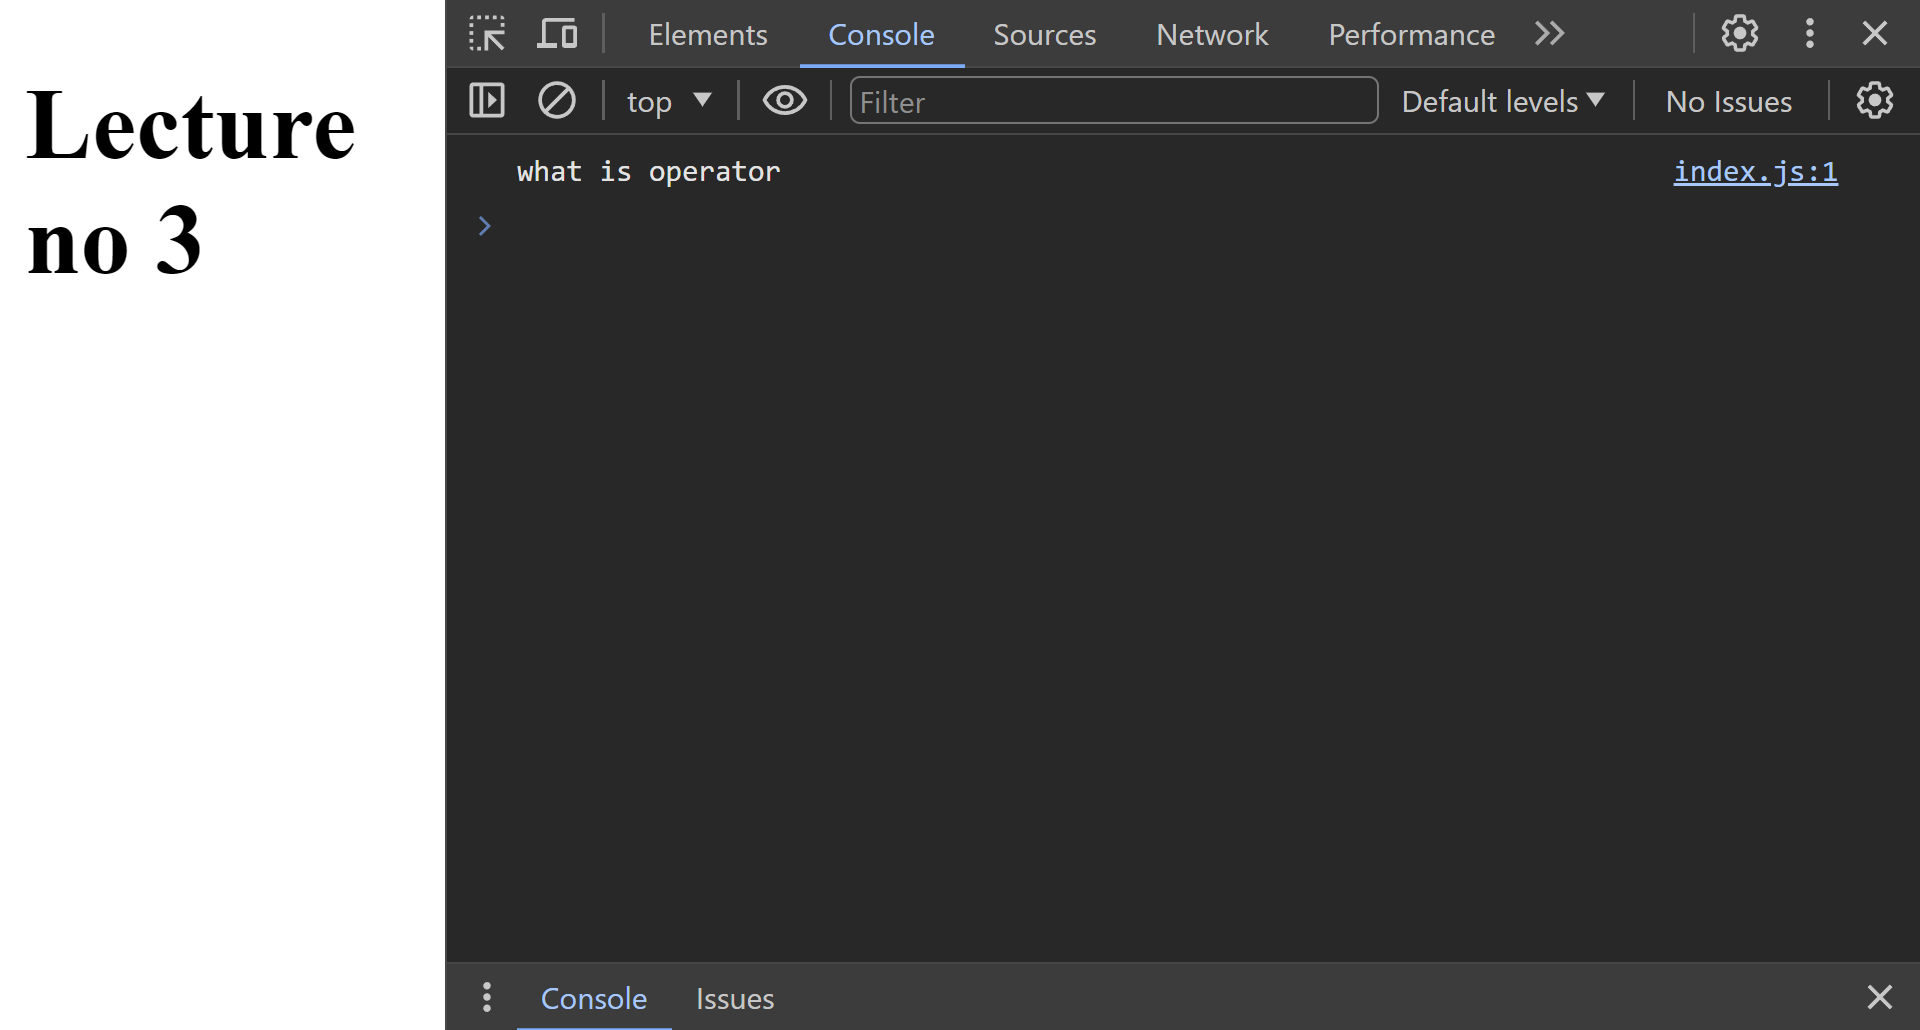 Lecture
no 3
Elements Console Sources Network Performance
top Filter Default levels No Issues
what is operator index.js:1
Console Issues